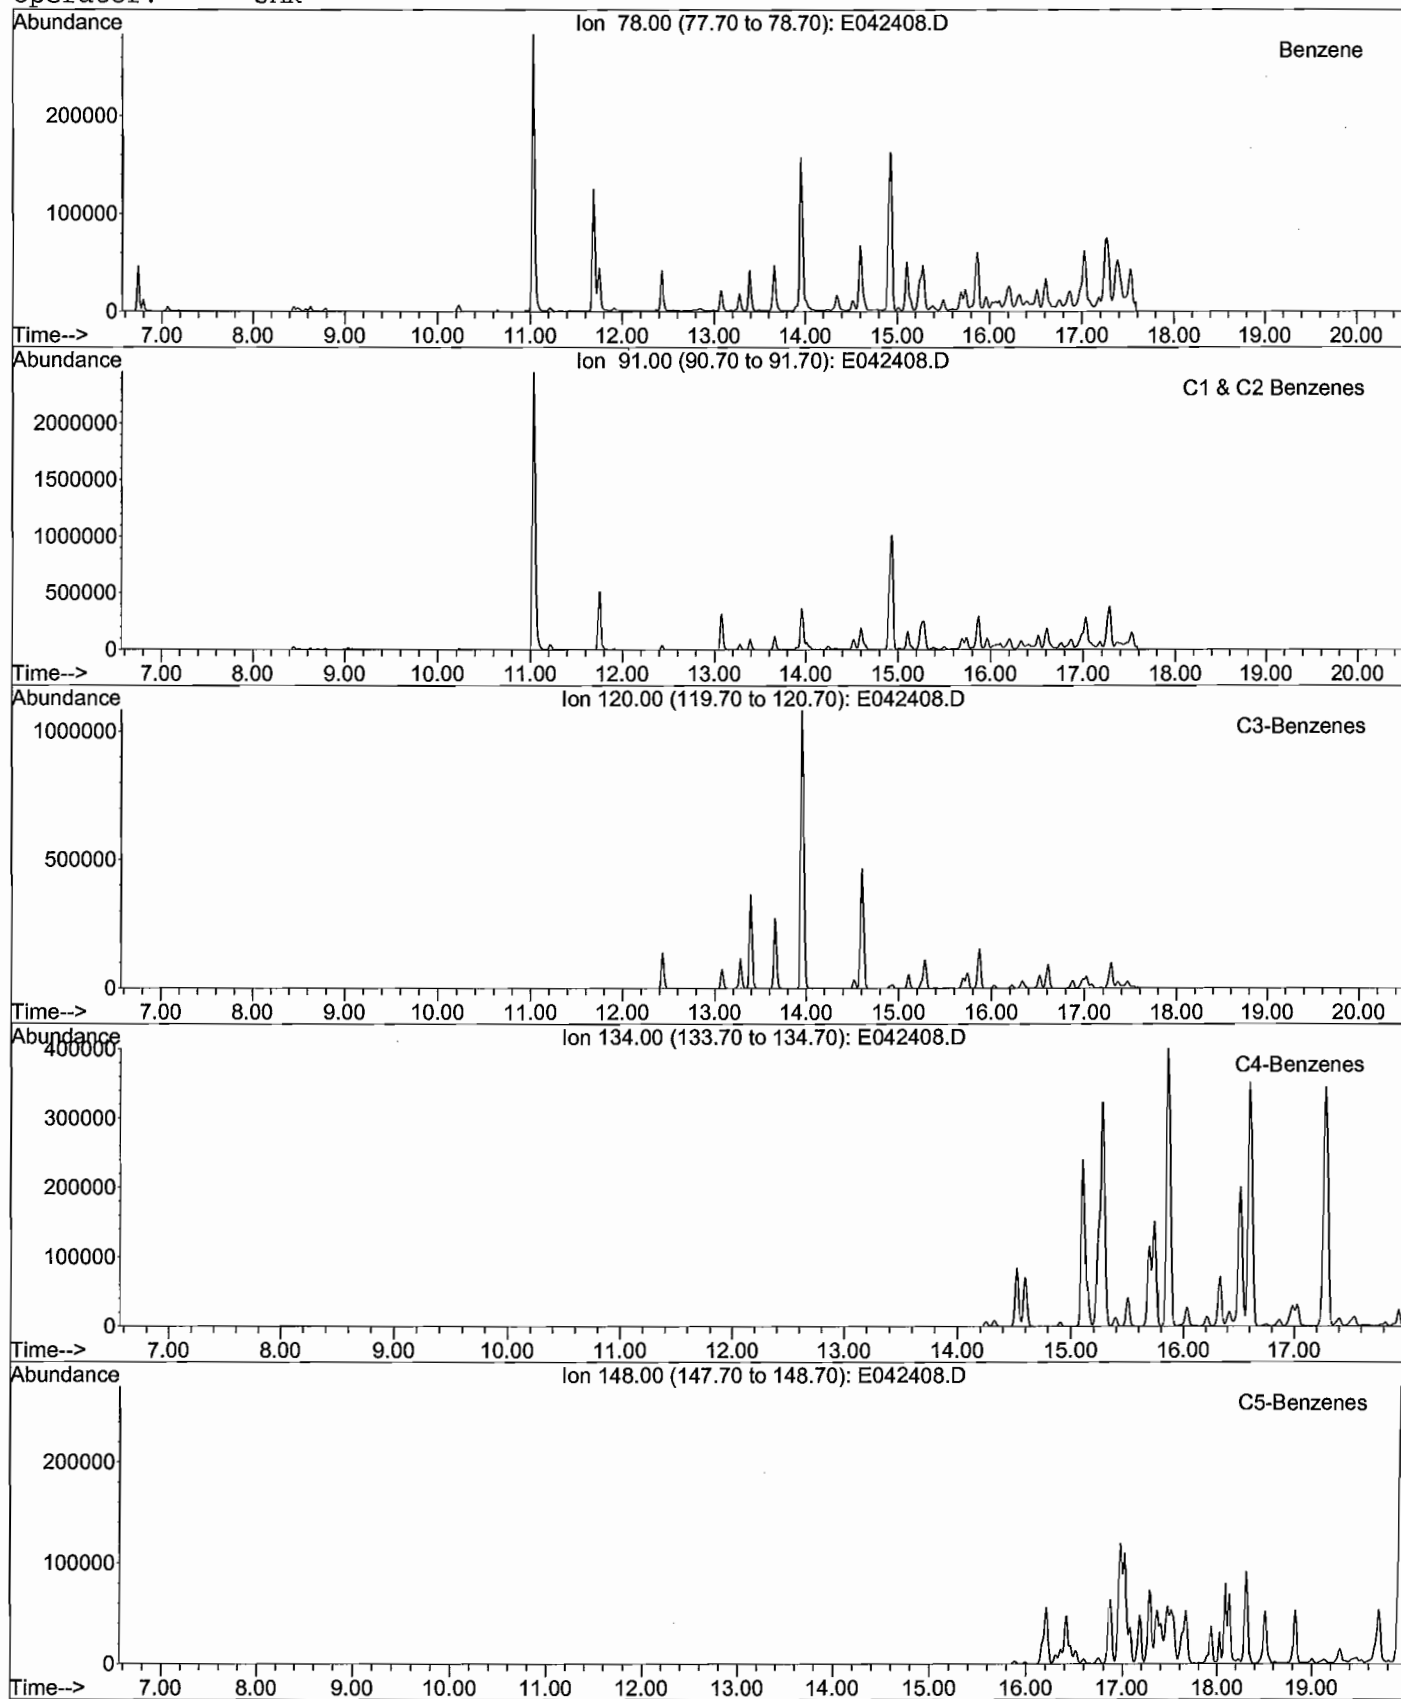 Abundance Ion 78.00 (77.70 to 78.70): E042408.D
Benzene
200000
100000
0
Time--> 7.00 8.00 9.00 10.00 11.00 12.00 13.00 14.00 15.00 16.00 17.00 18.00 19.00 20.00
Abundance Ion 91.00 (90.70 to 91.70): E042408.D
C1 & C2 Benzenes
2000000
1500000
1000000
500000
0
Time--> 7.00 8.00 9.00 10.00 11.00 12.00 13.00 14.00 15.00 16.00 17.00 18.00 19.00 20.00
Abundance Ion 120.00 (119.70 to 120.70): E042408.D
C3-Benzenes
1000000
500000
0
Time--> 7.00 8.00 9.00 10.00 11.00 12.00 13.00 14.00 15.00 16.00 17.00 18.00 19.00 20.00
Abundance Ion 134.00 (133.70 to 134.70): E042408.D
C4-Benzenes
400000
300000
200000
100000
0
Time--> 7.00 8.00 9.00 10.00 11.00 12.00 13.00 14.00 15.00 16.00 17.00
Abundance Ion 148.00 (147.70 to 148.70): E042408.D
C5-Benzenes
200000
100000
0
Time--> 7.00 8.00 9.00 10.00 11.00 12.00 13.00 14.00 15.00 16.00 17.00 18.00 19.00